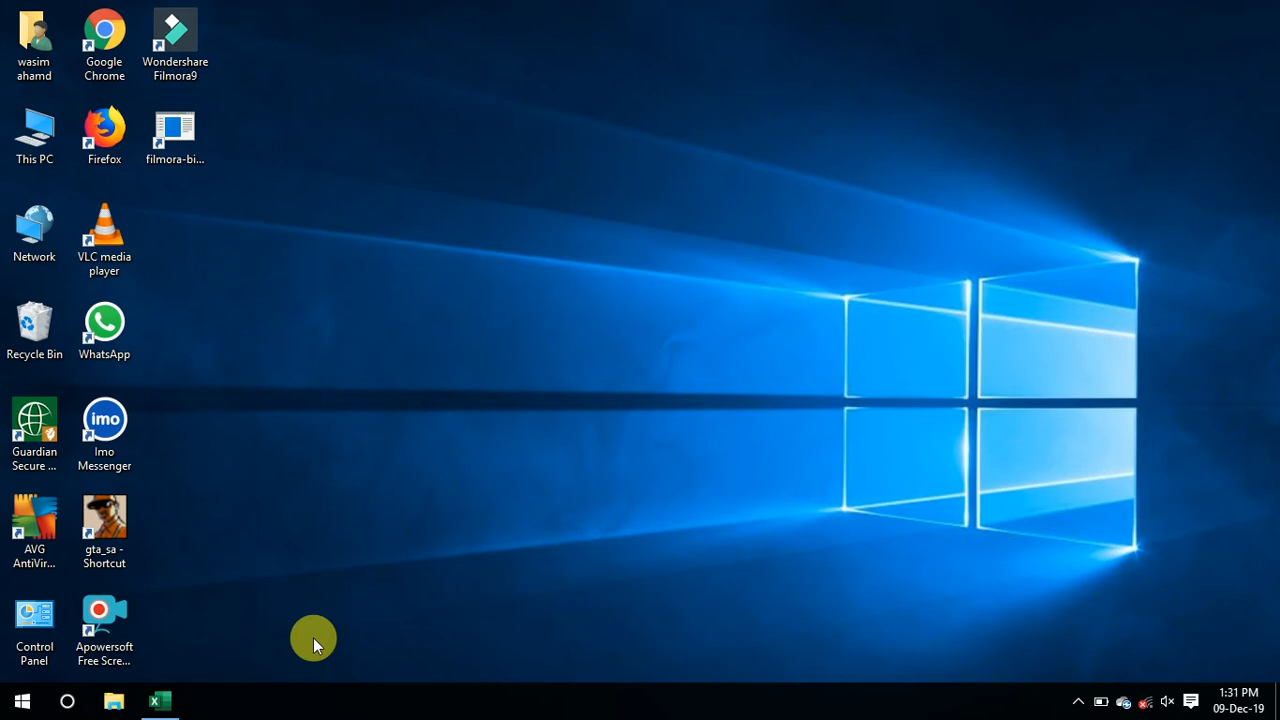 wasim
ahamd
Google
Chrome
Wondershare
Filmora9
This PC
Firefox
filmora-bi...
Network
VLC media
player
Recycle Bin
WhatsApp
imo
Guardian
Secure ...
Imo
Messenger
AVG
AntiVir...
gta_sa -
Shortcut
Control
Panel
Apowersoft
Free Scre...
1:31 PM
09-Dec-19